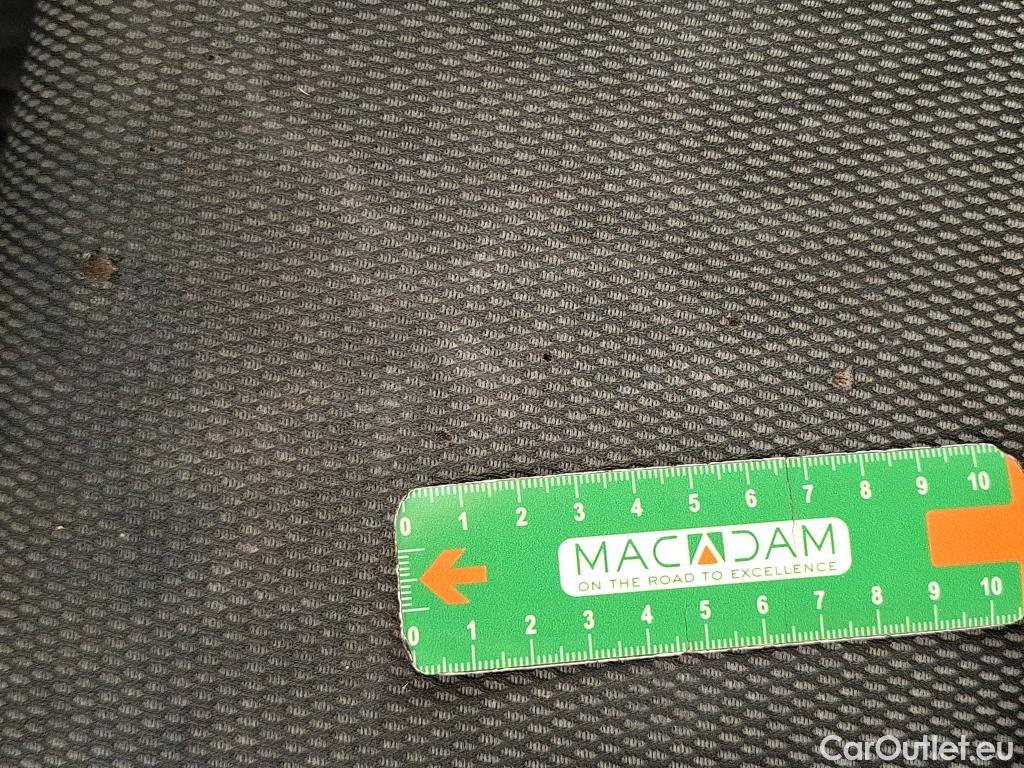 0 1 2 3 4 5 6 7 8 9 10
MACADAM
ON THE ROAD TO EXCELLENCE
0 1 2 3 4 5 6 7 8 9 10
CarOutlet.eu